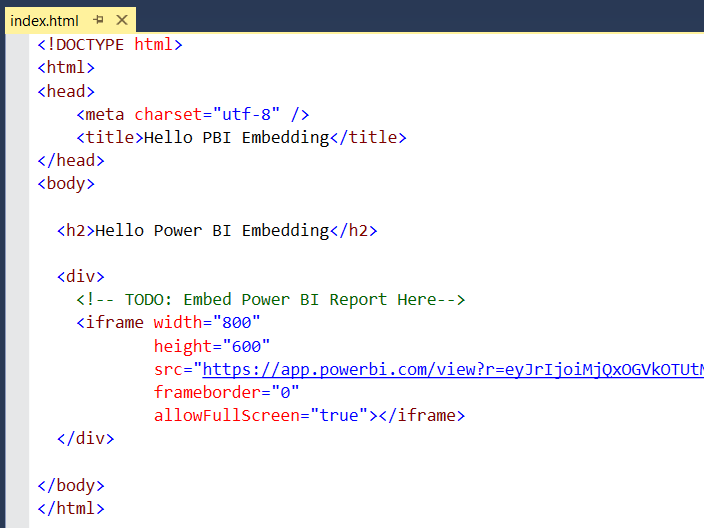 index.html
<!DOCTYPE html>
<html>
<head>
    <meta charset="utf-8" />
    <title>Hello PBI Embedding</title>
</head>
<body>
  <h2>Hello Power BI Embedding</h2>
  <div>
    <!-- TODO: Embed Power BI Report Here-->
    <iframe width="800"
            height="600"
            src="https://app.powerbi.com/view?r=eyJrIjoiMjQxOGVkOTUtM
            frameborder="0"
            allowFullScreen="true"></iframe>
  </div>
</body>
</html>